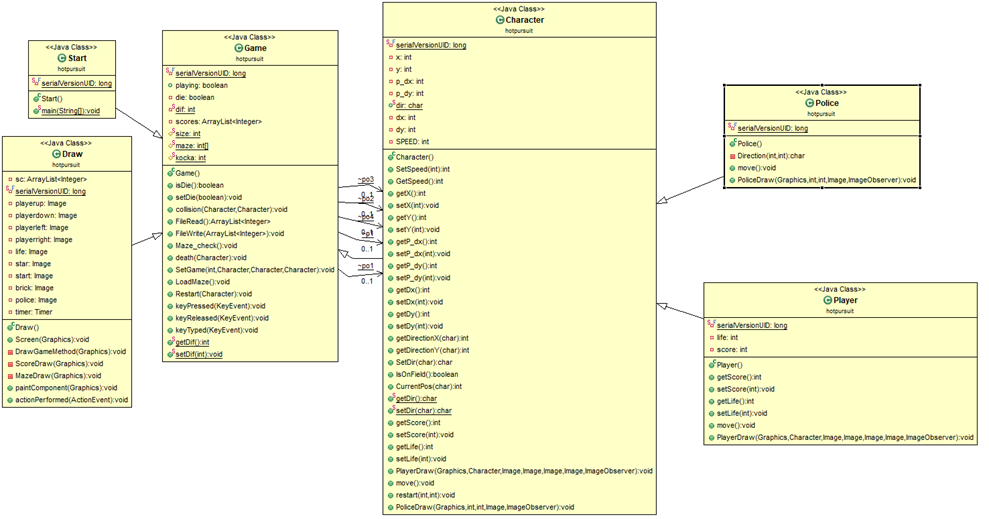 <<Java Class>>
Start
hotpursuit
serialVersionUID: long
Start()
main(String[]):void
<<Java Class>>
Draw
hotpursuit
sc: ArrayList<Integer>
serialVersionUID: long
playerup: Image
playerdown: Image
playerleft: Image
playerright: Image
life: Image
star: Image
start: Image
brick: Image
police: Image
timer: Timer
Draw()
Screen(Graphics):void
DrawGameMethod(Graphics):void
ScoreDraw(Graphics):void
MazeDraw(Graphics):void
paintComponent(Graphics):void
actionPerformed(ActionEvent):void
<<Java Class>>
Game
hotpursuit
serialVersionUID: long
playing: boolean
die: boolean
dif: int
scores: ArrayList<Integer>
size: int
maze: int[]
kocka: int
Game()
isDie():boolean
setDie(boolean):void
collision(Character,Character):void
FileRead():ArrayList<Integer>
FileWrite(ArrayList<Integer>):void
Maze_check():void
death(Character):void
SetGame(int,Character,Character,Character):void
LoadMaze():void
Restart(Character):void
keyPressed(KeyEvent):void
keyReleased(KeyEvent):void
keyTyped(KeyEvent):void
getDif():int
setDif(int):void
~po3
0..1
~po2
0..1
~po4
0..1
~p1
0..1
~po1
0..1
<<Java Class>>
Character
hotpursuit
serialVersionUID: long
x: int
y: int
p_dx: int
p_dy: int
dir: char
dx: int
dy: int
SPEED: int
Character()
SetSpeed(int):int
GetSpeed():int
getX():int
setX(int):void
getY():int
setY(int):void
getP_dx():int
setP_dx(int):void
getP_dy():int
setP_dy(int):void
getDx():int
setDx(int):void
getDy():int
setDy(int):void
getDirectionX(char):int
getDirectionY(char):int
SetDir(char):char
IsOnField():boolean
CurrentPos(char):int
getDir():char
setDir(char):char
getScore():int
setScore(int):void
getLife():int
setLife(int):void
PlayerDraw(Graphics,Character,Image,Image,Image,Image,ImageObserver):void
move():void
restart(int,int):void
PoliceDraw(Graphics,int,int,Image,ImageObserver):void
<<Java Class>>
Police
hotpursuit
serialVersionUID: long
Police()
Direction(int,int):char
move():void
PoliceDraw(Graphics,int,int,Image,ImageObserver):void
<<Java Class>>
Player
hotpursuit
serialVersionUID: long
life: int
score: int
Player()
getScore():int
setScore(int):void
getLife():int
setLife(int):void
move():void
PlayerDraw(Graphics,Character,Image,Image,Image,Image,ImageObserver):void